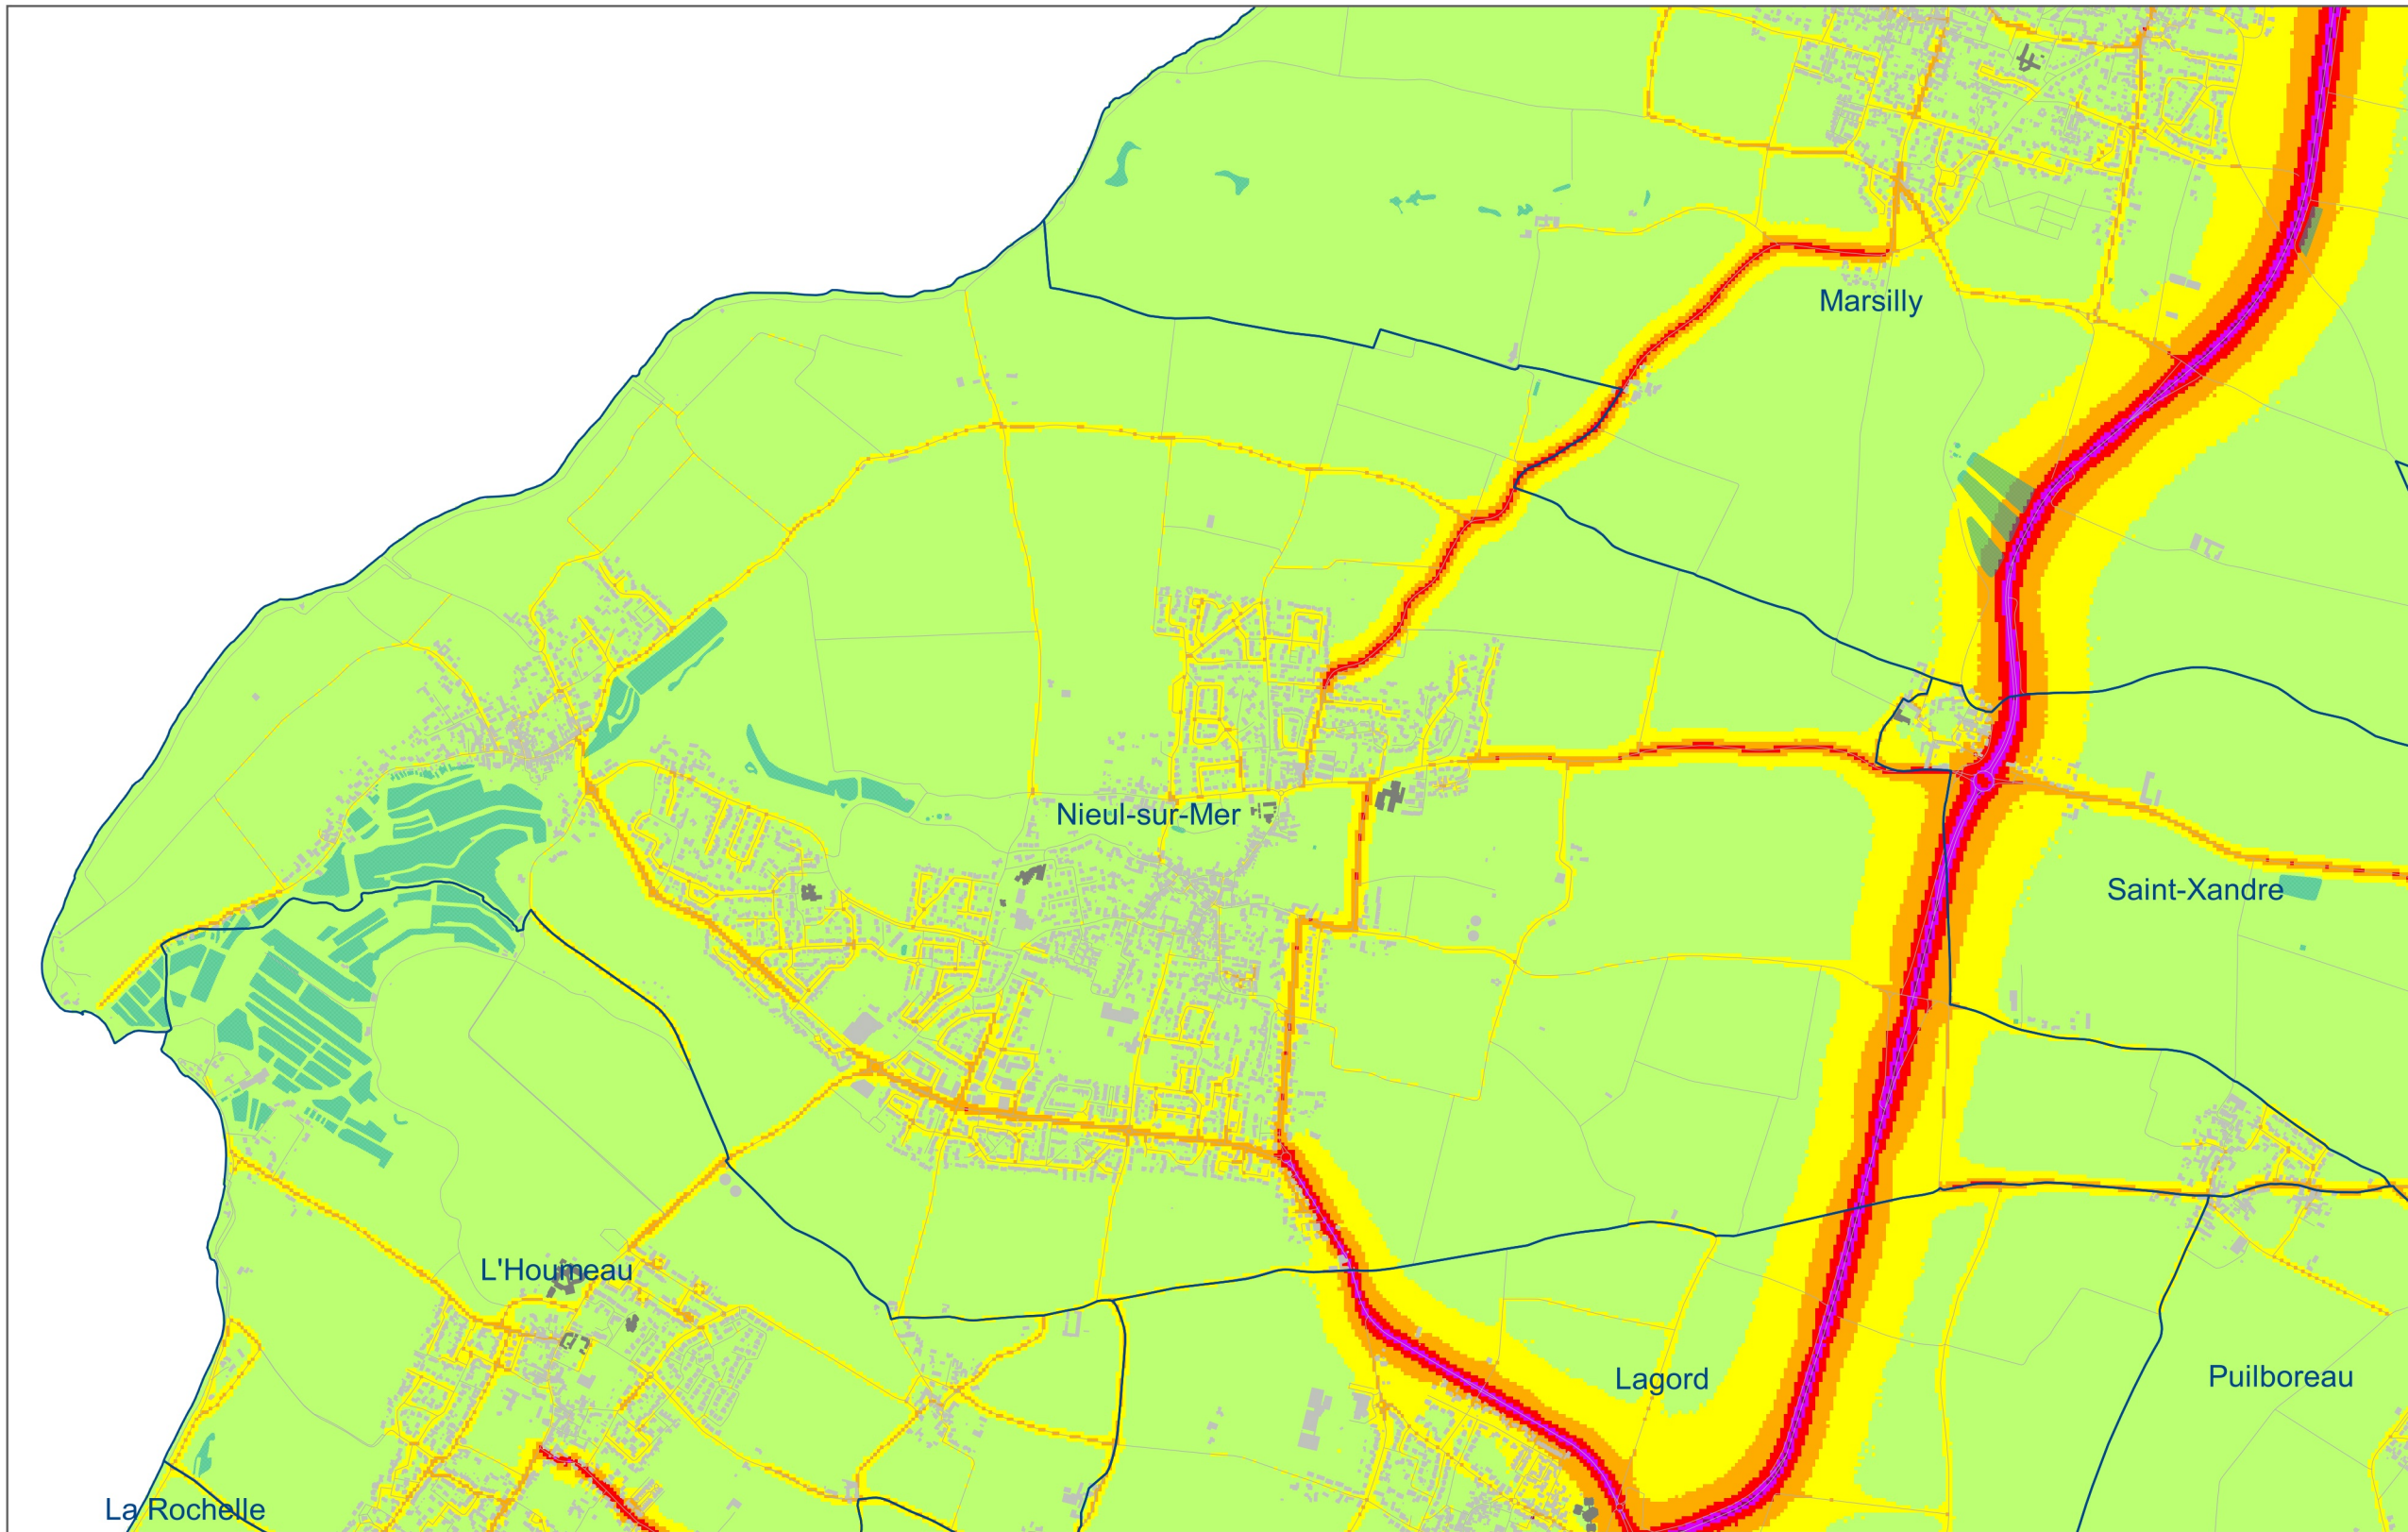 Marsilly
Nieul-sur-Mer
Saint-Xandre
L'Houmeau
Lagord
Puilboreau
La Rochelle